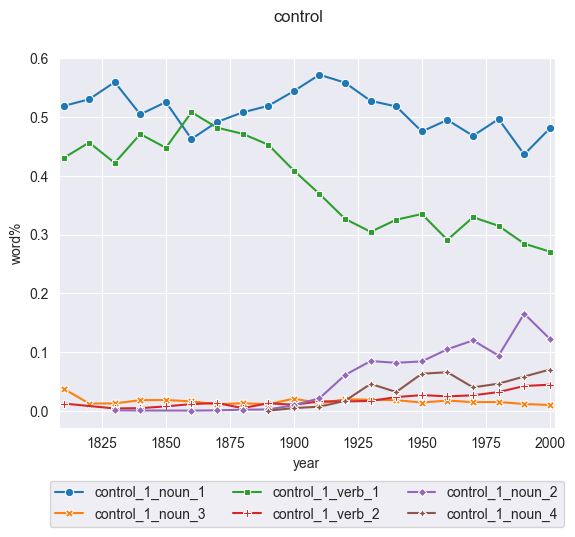 control
0.6
0.5
0.4
0.3
0.2
0.1
0.0
word%
1825 1850 1875 1900 1925 1950 1975 2000
year
control_1_noun_1 control_1_verb_1 control_1_noun_2
control_1_noun_3 control_1_verb_2 control_1_noun_4